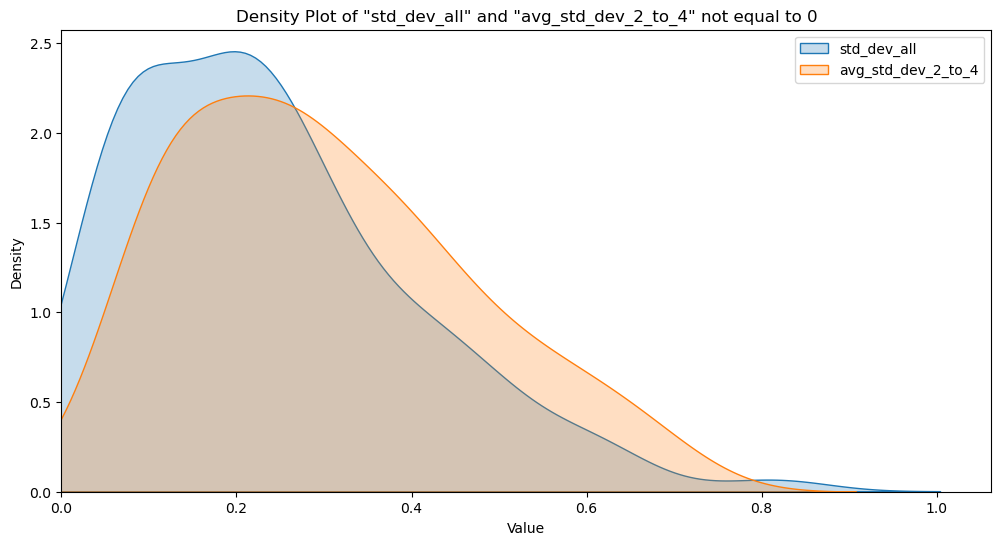 Density Plot of "std_dev_all" and "avg_std_dev_2_to_4" not equal to 0
std_dev_all
avg_std_dev_2_to_4
Density
2.5
2.0
1.5
1.0
0.5
0.0
0.0 0.2 0.4 0.6 0.8 1.0
Value